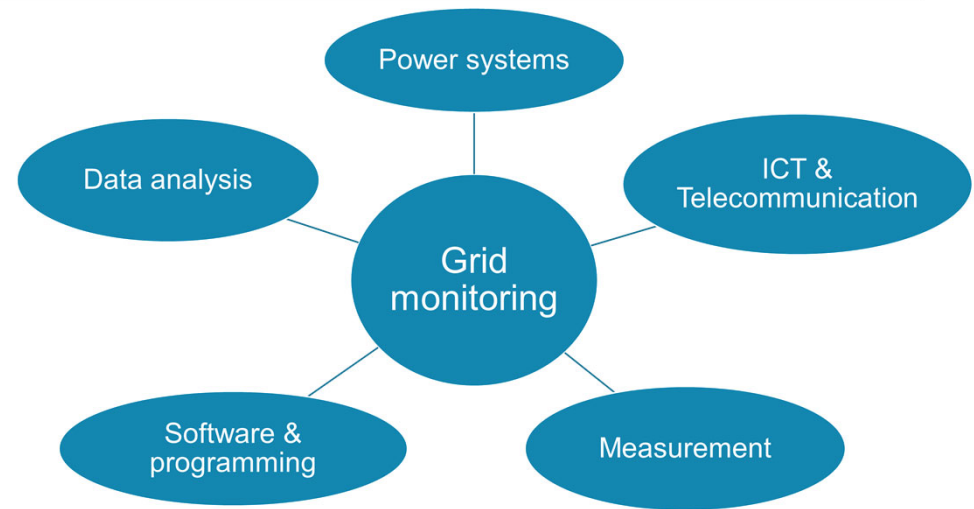 Power systems
Data analysis
ICT &
Telecommunication
Grid
monitoring
Software &
programming
Measurement